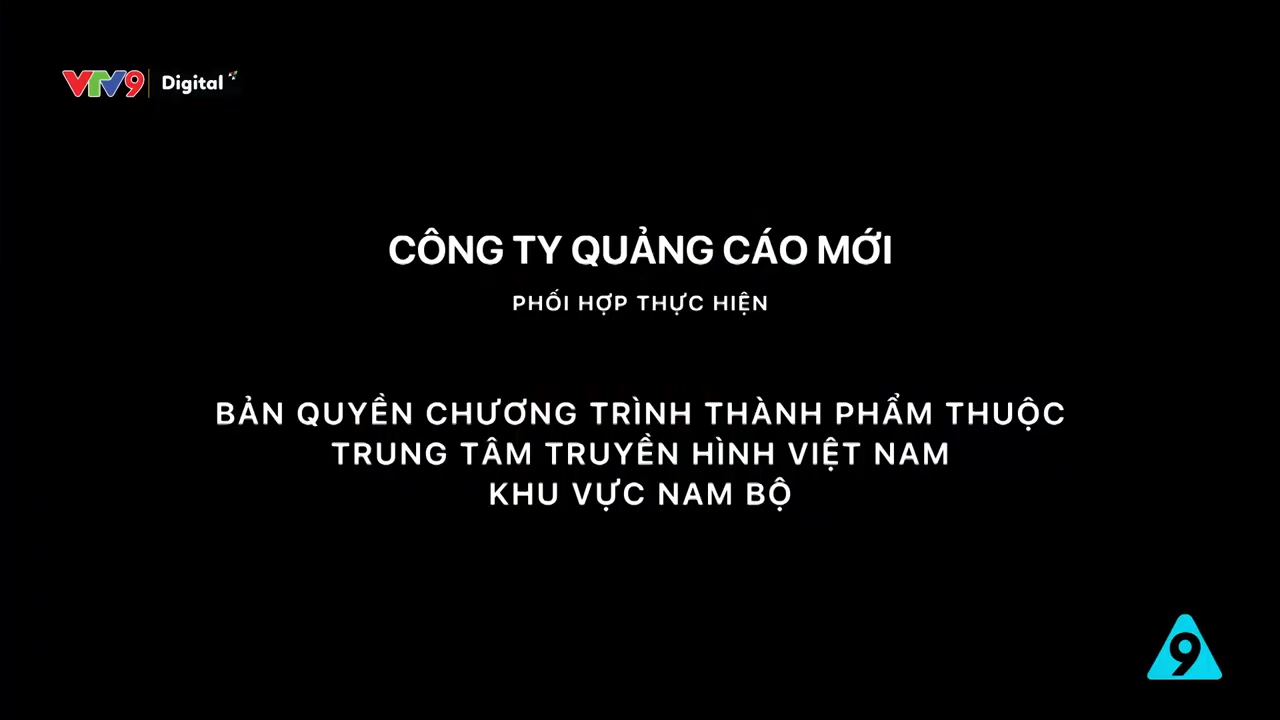 VTV9 Digital
CÔNG TY QUẢNG CÁO MỚI
PHỐI HỢP THỰC HIỆN
BẢN QUYỀN CHƯƠNG TRÌNH THÀNH PHẨM THUỘC
TRUNG TÂM TRUYỀN HÌNH VIỆT NAM
KHU VỰC NAM BỘ
9